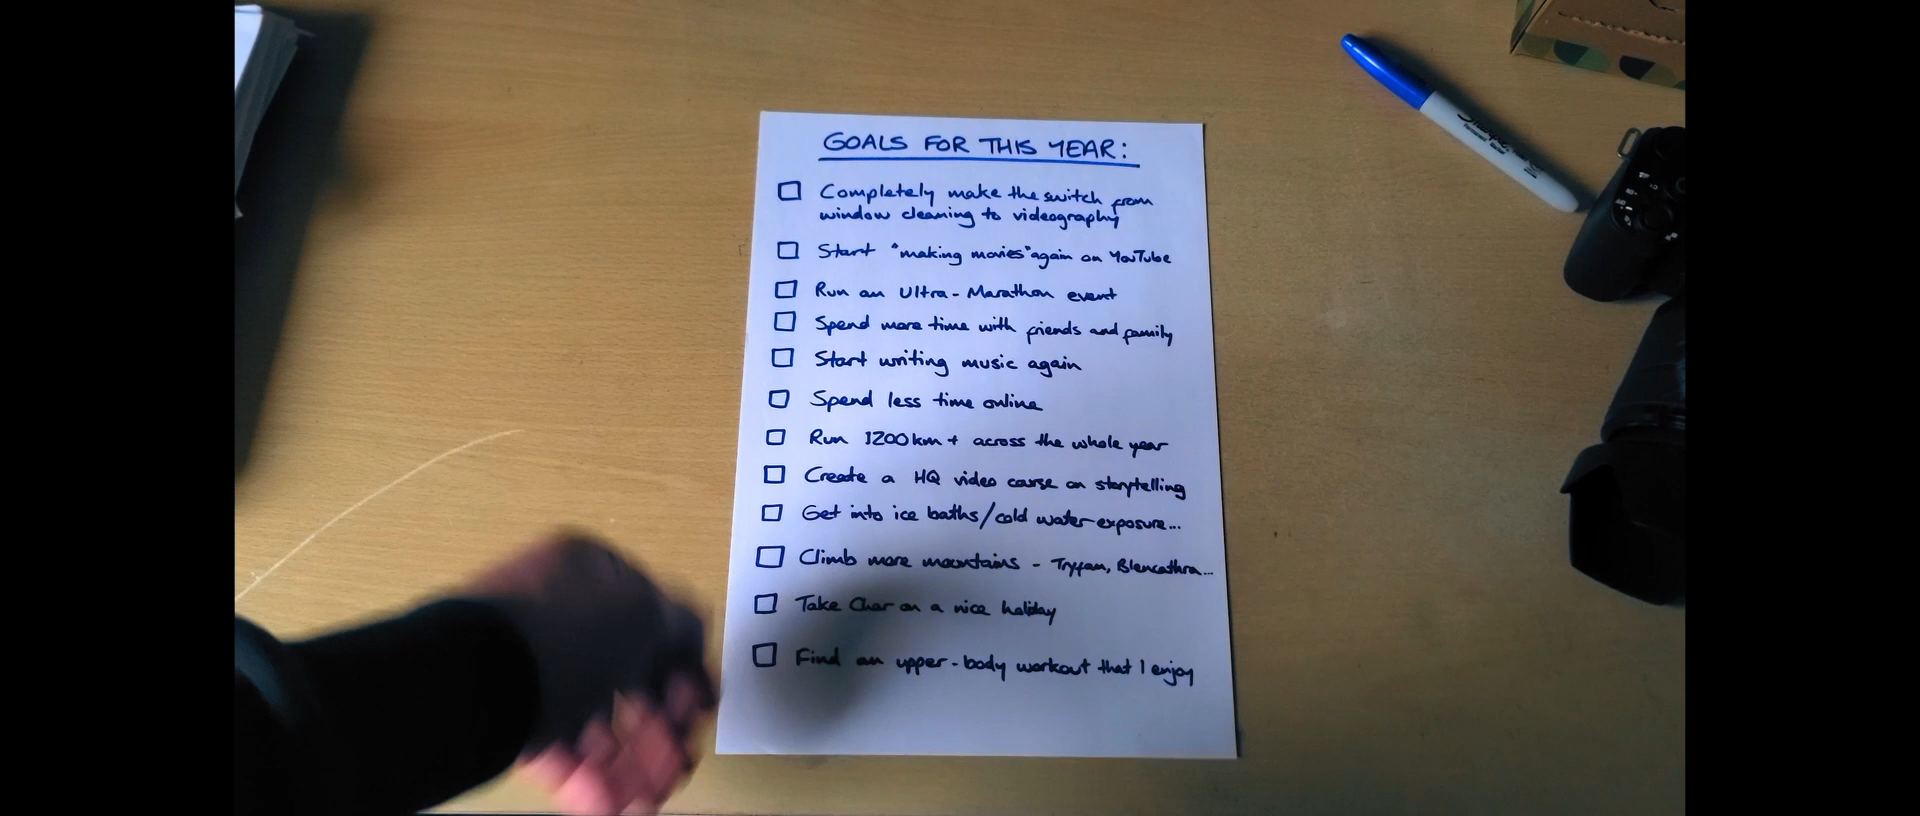 GOALS FOR THIS YEAR:
Completely make the switch from
window cleaning to videography
Start "making movies" again on YouTube
Run an Ultra-Marathon event
Spend more time with friends and family
Start writing music again
Spend less time online
Run 1200km+ across the whole year
Create a HQ video course on storytelling
Get into ice baths/cold water exposure...
Climb more mountains - Tryfan, Blencathra...
Take Char on a nice holiday
Find an upper-body workout that I enjoy
Sharpie